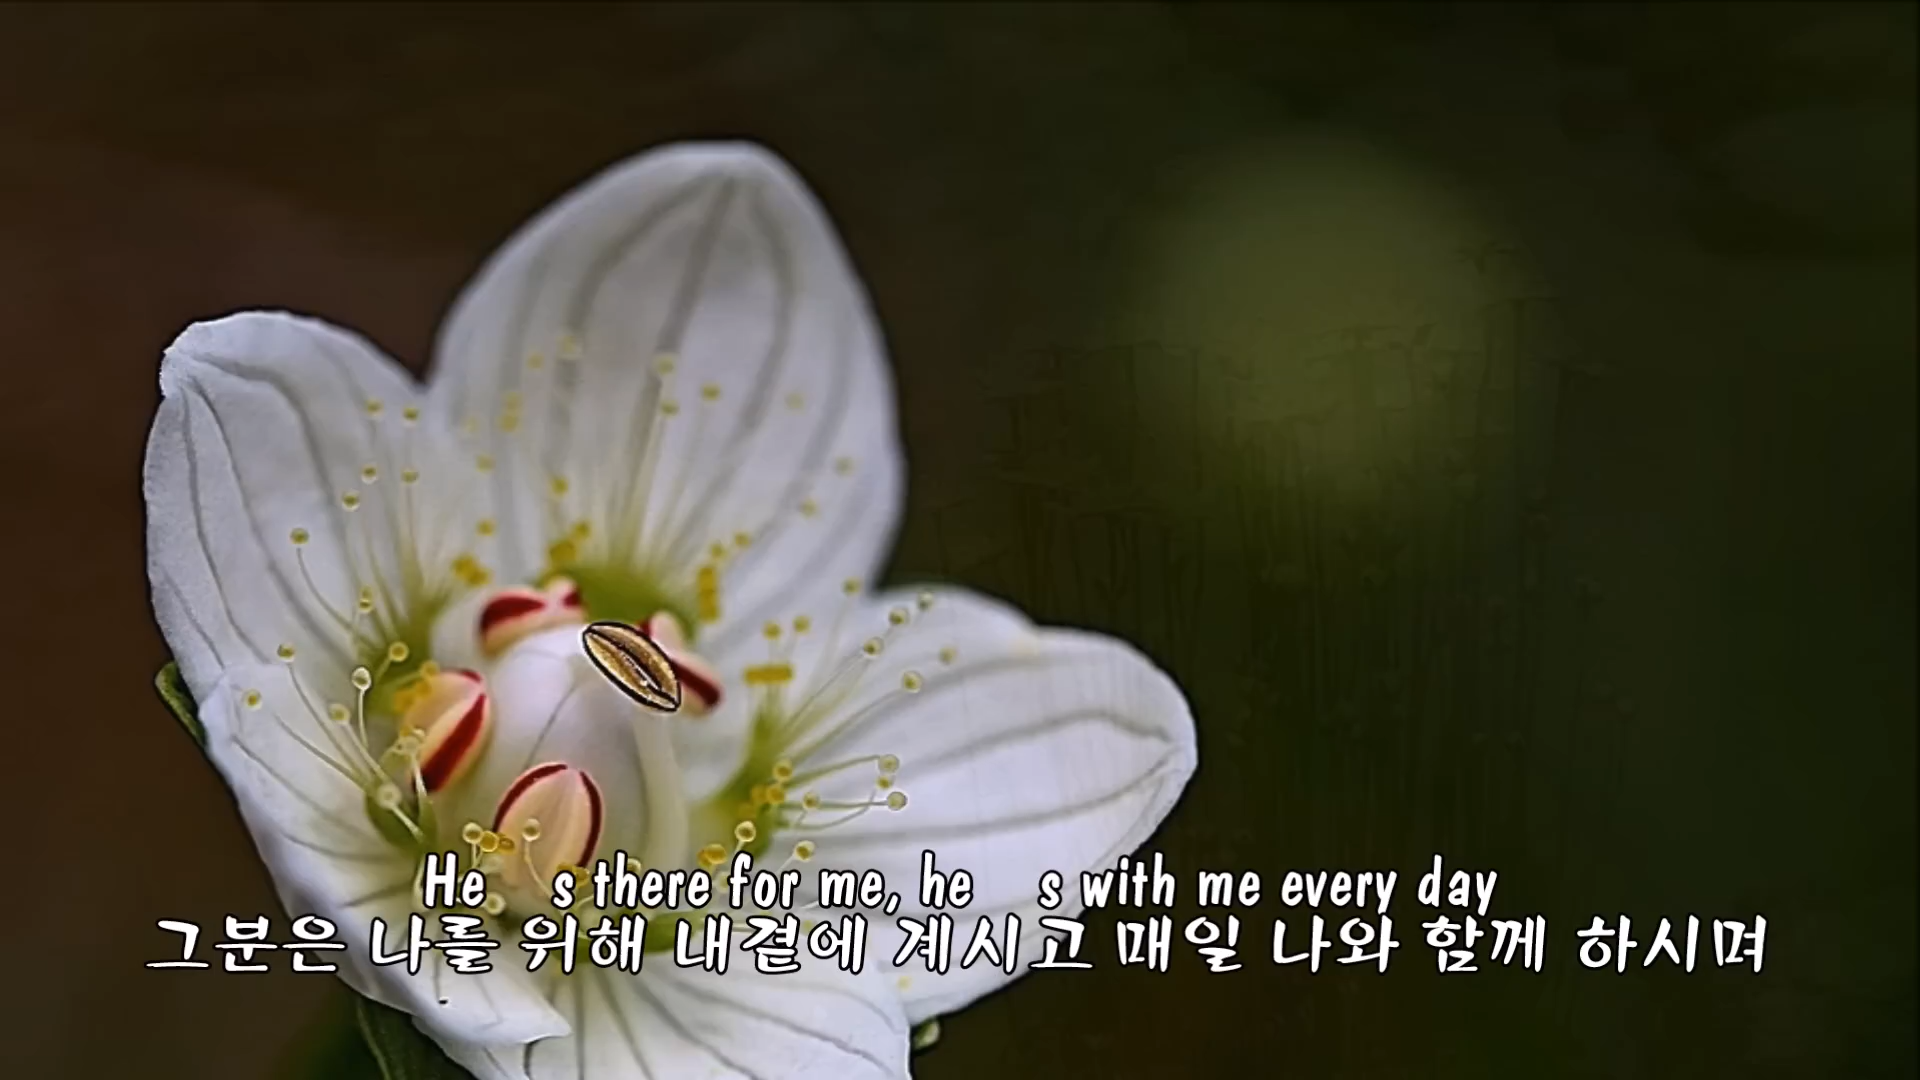 He s there for me, he s with me every day
그분은 나를 위해 내곁에 계시고 매일 나와 함께 하시며